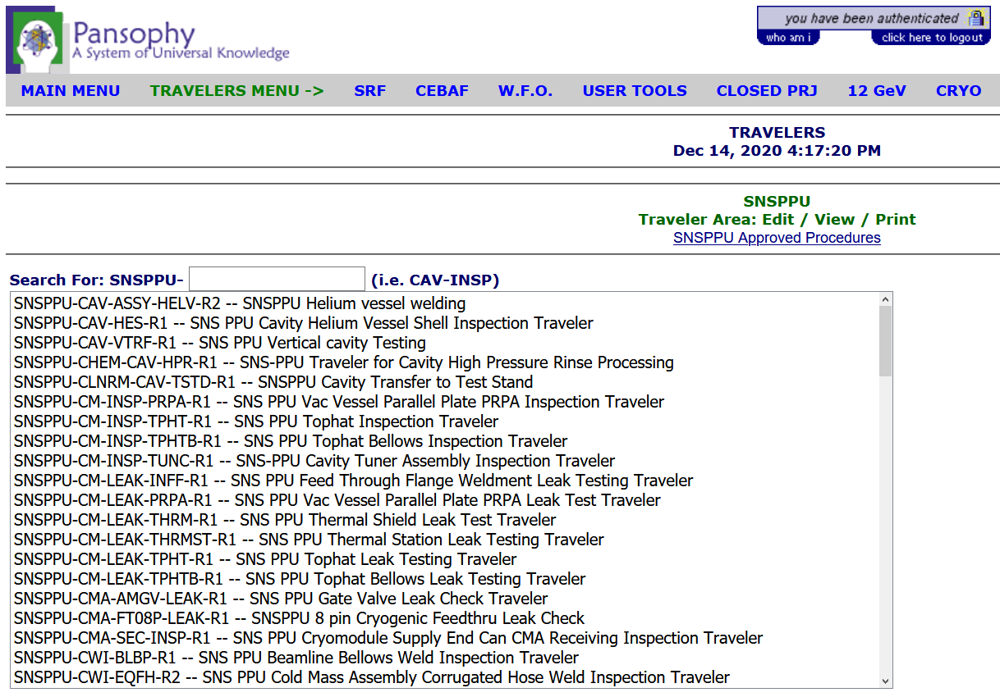 Pansophy
A System of Universal Knowledge
you have been authenticated
who am i
click here to logout
MAIN MENU TRAVELERS MENU -> SRF CEBAF W.F.O. USER TOOLS CLOSED PRJ 12 GeV CRYO
TRAVELERS
Dec 14, 2020 4:17:20 PM
SNSPPU
Traveler Area: Edit / View / Print
SNSPPU Approved Procedures
Search For: SNSPPU- (i.e. CAV-INSP)
SNSPPU-CAV-ASSY-HELV-R2 -- SNSPPU Helium vessel welding
SNSPPU-CAV-HES-R1 -- SNS PPU Cavity Helium Vessel Shell Inspection Traveler
SNSPPU-CAV-VTRF-R1 -- SNS PPU Vertical cavity Testing
SNSPPU-CHEM-CAV-HPR-R1 -- SNS-PPU Traveler for Cavity High Pressure Rinse Processing
SNSPPU-CLNRM-CAV-TSTD-R1 -- SNSPPU Cavity Transfer to Test Stand
SNSPPU-CM-INSP-PRPA-R1 -- SNS PPU Vac Vessel Parallel Plate PRPA Inspection Traveler
SNSPPU-CM-INSP-TPHT-R1 -- SNS PPU Tophat Inspection Traveler
SNSPPU-CM-INSP-TPHTB-R1 -- SNS PPU Tophat Bellows Inspection Traveler
SNSPPU-CM-INSP-TUNC-R1 -- SNS-PPU Cavity Tuner Assembly Inspection Traveler
SNSPPU-CM-LEAK-INFF-R1 -- SNS PPU Feed Through Flange Weldment Leak Testing Traveler
SNSPPU-CM-LEAK-PRPA-R1 -- SNS PPU Vac Vessel Parallel Plate PRPA Leak Test Traveler
SNSPPU-CM-LEAK-THRM-R1 -- SNS PPU Thermal Shield Leak Test Traveler
SNSPPU-CM-LEAK-THRMST-R1 -- SNS PPU Thermal Station Leak Testing Traveler
SNSPPU-CM-LEAK-TPHT-R1 -- SNS PPU Tophat Leak Testing Traveler
SNSPPU-CM-LEAK-TPHTB-R1 -- SNS PPU Tophat Bellows Leak Testing Traveler
SNSPPU-CMA-AMGV-LEAK-R1 -- SNS PPU Gate Valve Leak Check Traveler
SNSPPU-CMA-FT08P-LEAK-R1 -- SNSPPU 8 pin Cryogenic Feedthru Leak Check
SNSPPU-CMA-SEC-INSP-R1 -- SNS PPU Cryomodule Supply End Can CMA Receiving Inspection Traveler
SNSPPU-CWI-BLBP-R1 -- SNS PPU Beamline Bellows Weld Inspection Traveler
SNSPPU-CWI-EQFH-R2 -- SNS PPU Cold Mass Assembly Corrugated Hose Weld Inspection Traveler